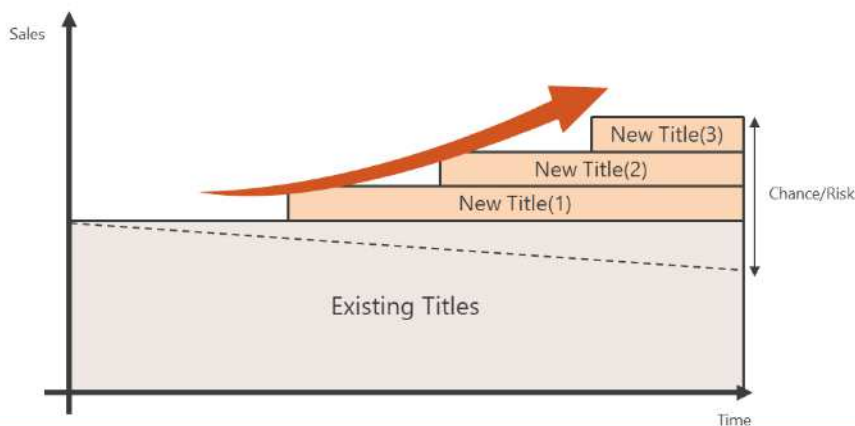 Sales
New Title(3)
New Title(2)
Chance/Risk
New Title(1)
Existing Titles
Time